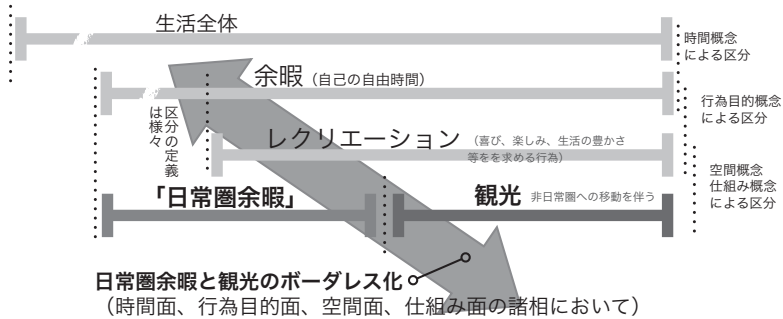 生活全体
時間概念
による区分
余暇（自己の自由時間）
行為目的概念
による区分
区分の定義
は様々
レクリエーション（喜び、楽しみ、生活の豊かさ
等をを求める行為）
空間概念
仕組み概念
による区分
「日常圏余暇」
観光 非日常圏への移動を伴う
日常圏余暇と観光のボーダレス化
（時間面、行為目的面、空間面、仕組み面の諸相において）